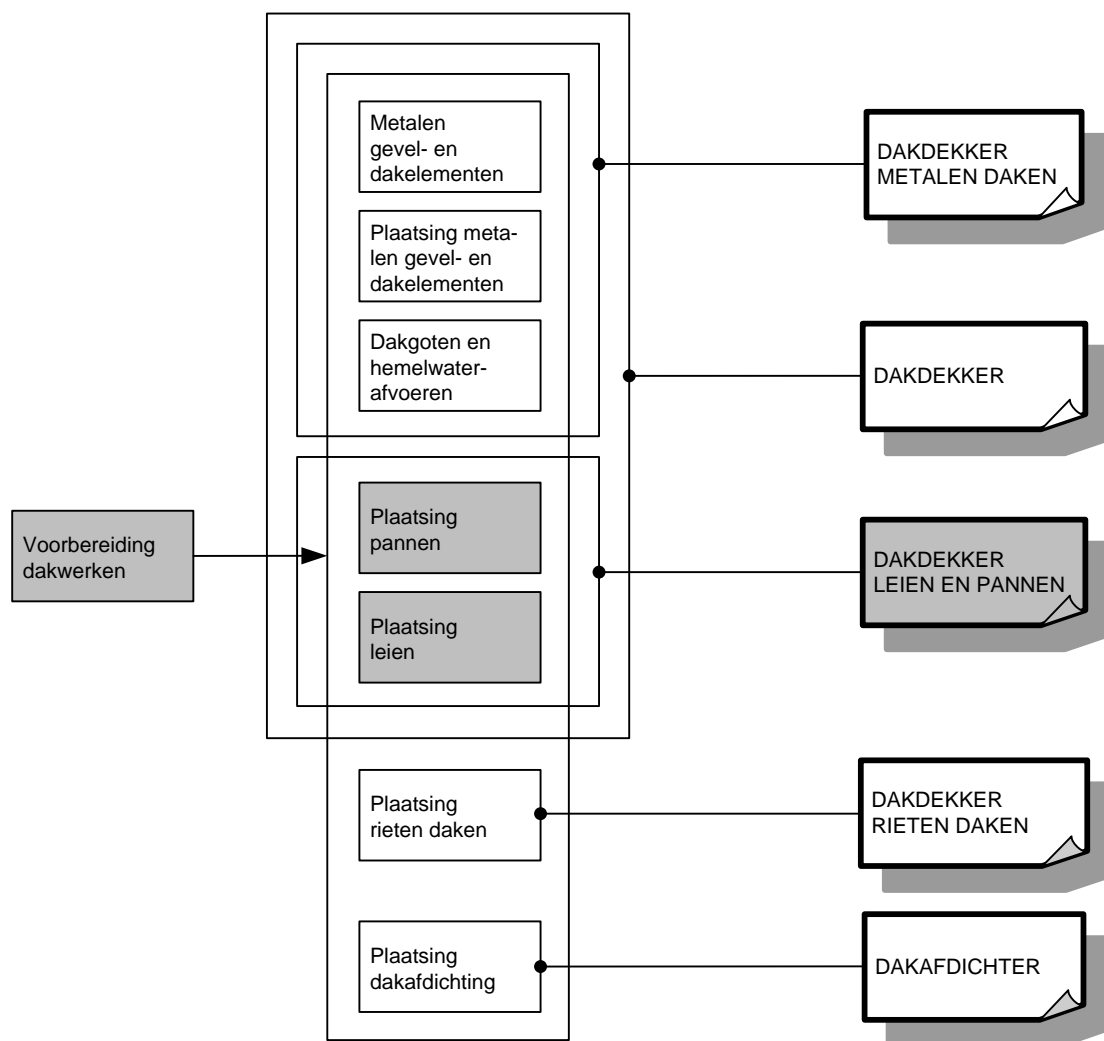 Metalen
gevel- en
dakelementen
DAKDEKKER
METALEN DAKEN
Plaatsing meta-
len gevel- en
dakelementen
Dakgoten en
hemelwater-
afvoeren
DAKDEKKER
Voorbereiding
dakwerken
Plaatsing
pannen
Plaatsing
leien
DAKDEKKER
LEIEN EN PANNEN
Plaatsing
rieten daken
DAKDEKKER
RIETEN DAKEN
Plaatsing
dakafdichting
DAKAFDICHTER